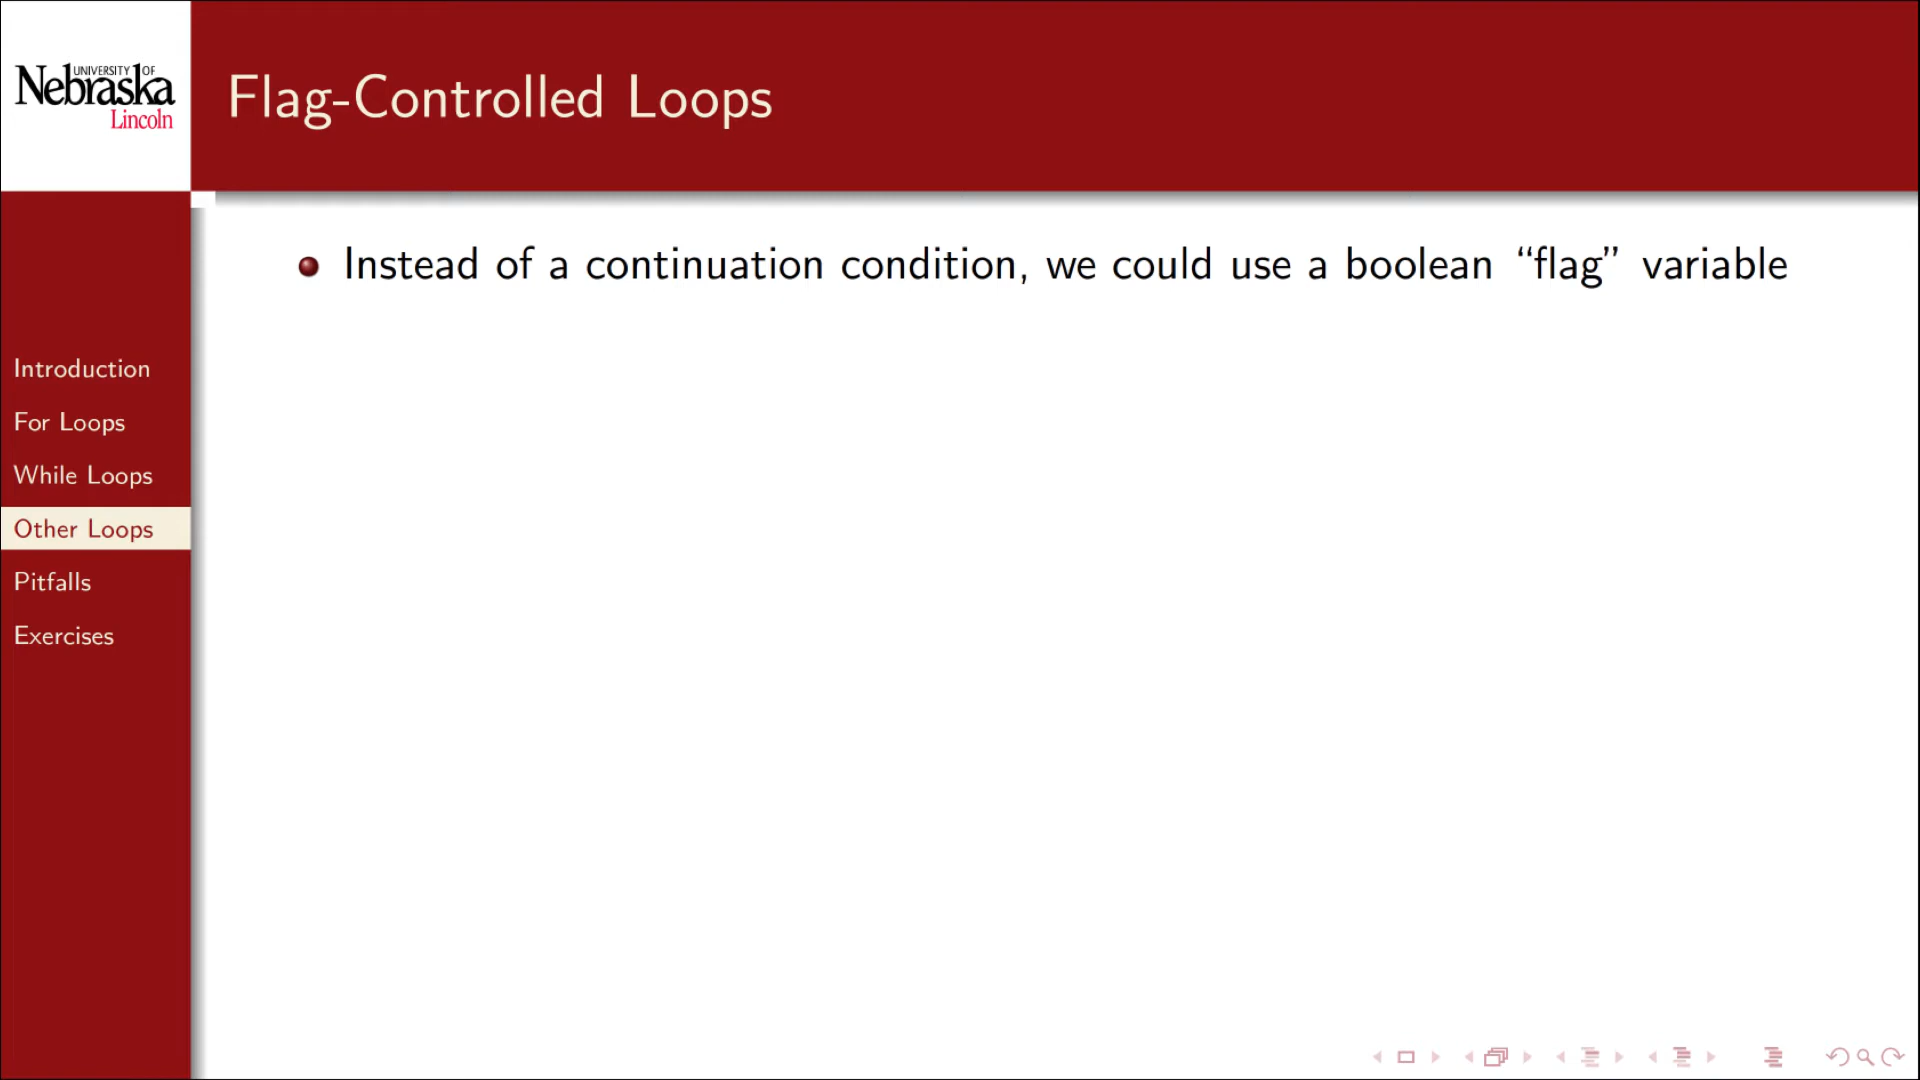 UNIVERSITY OF
Nebraska
Lincoln
Flag-Controlled Loops
Instead of a continuation condition, we could use a boolean “flag” variable
Introduction
For Loops
While Loops
Other Loops
Pitfalls
Exercises